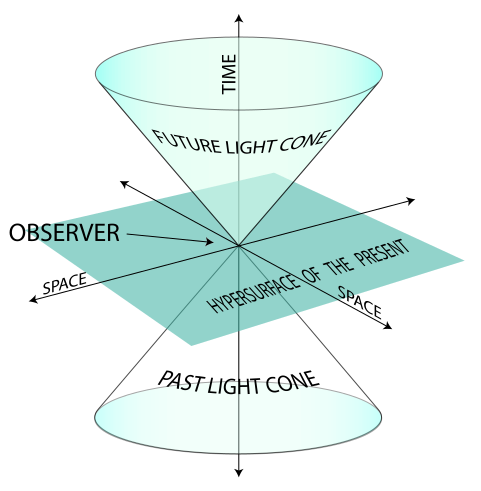 TIME
FUTURE LIGHT CONE
OBSERVER
SPACE
HYPERSURFACE OF THE PRESENT
SPACE
PAST LIGHT CONE